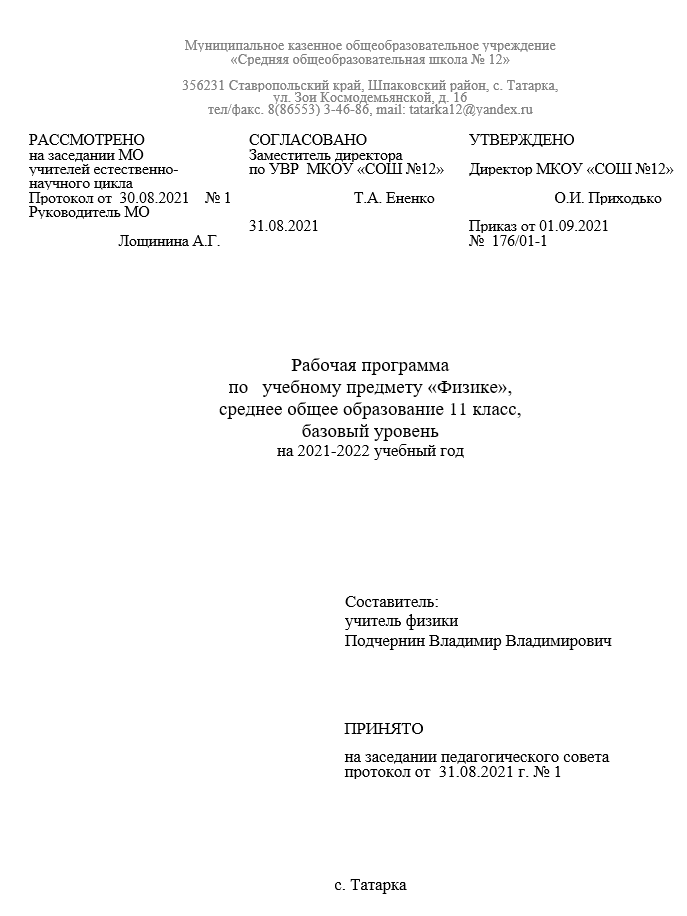 Муниципальное казенное общеобразовательное учреждение
«Средняя общеобразовательная школа № 12»
356231 Ставропольский край, Шпаковский район, с. Татарка,
ул. Зои Космодемьянской, д. 16
тел/факс. 8(86553) 3-46-86, mail: tatarka12@yandex.ru
РАССМОТРЕНО
на заседании МО
учителей естественно-
научного цикла
Протокол от 30.08.2021 № 1
Руководитель МО
Лощинина А.Г.
СОГЛАСОВАНО
Заместитель директора
по УВР МКОУ «СОШ №12»
Т.А. Ененко
31.08.2021
УТВЕРЖДЕНО
Директор МКОУ «СОШ №12»
О.И. Приходько
Приказ от 01.09.2021
№ 176/01-1
Рабочая программа
по учебному предмету «Физике»,
среднее общее образование 11 класс,
базовый уровень
на 2021-2022 учебный год
Составитель:
учитель физики
Подчернин Владимир Владимирович
ПРИНЯТО
на заседании педагогического совета
протокол от 31.08.2021 г. № 1
с. Татарка